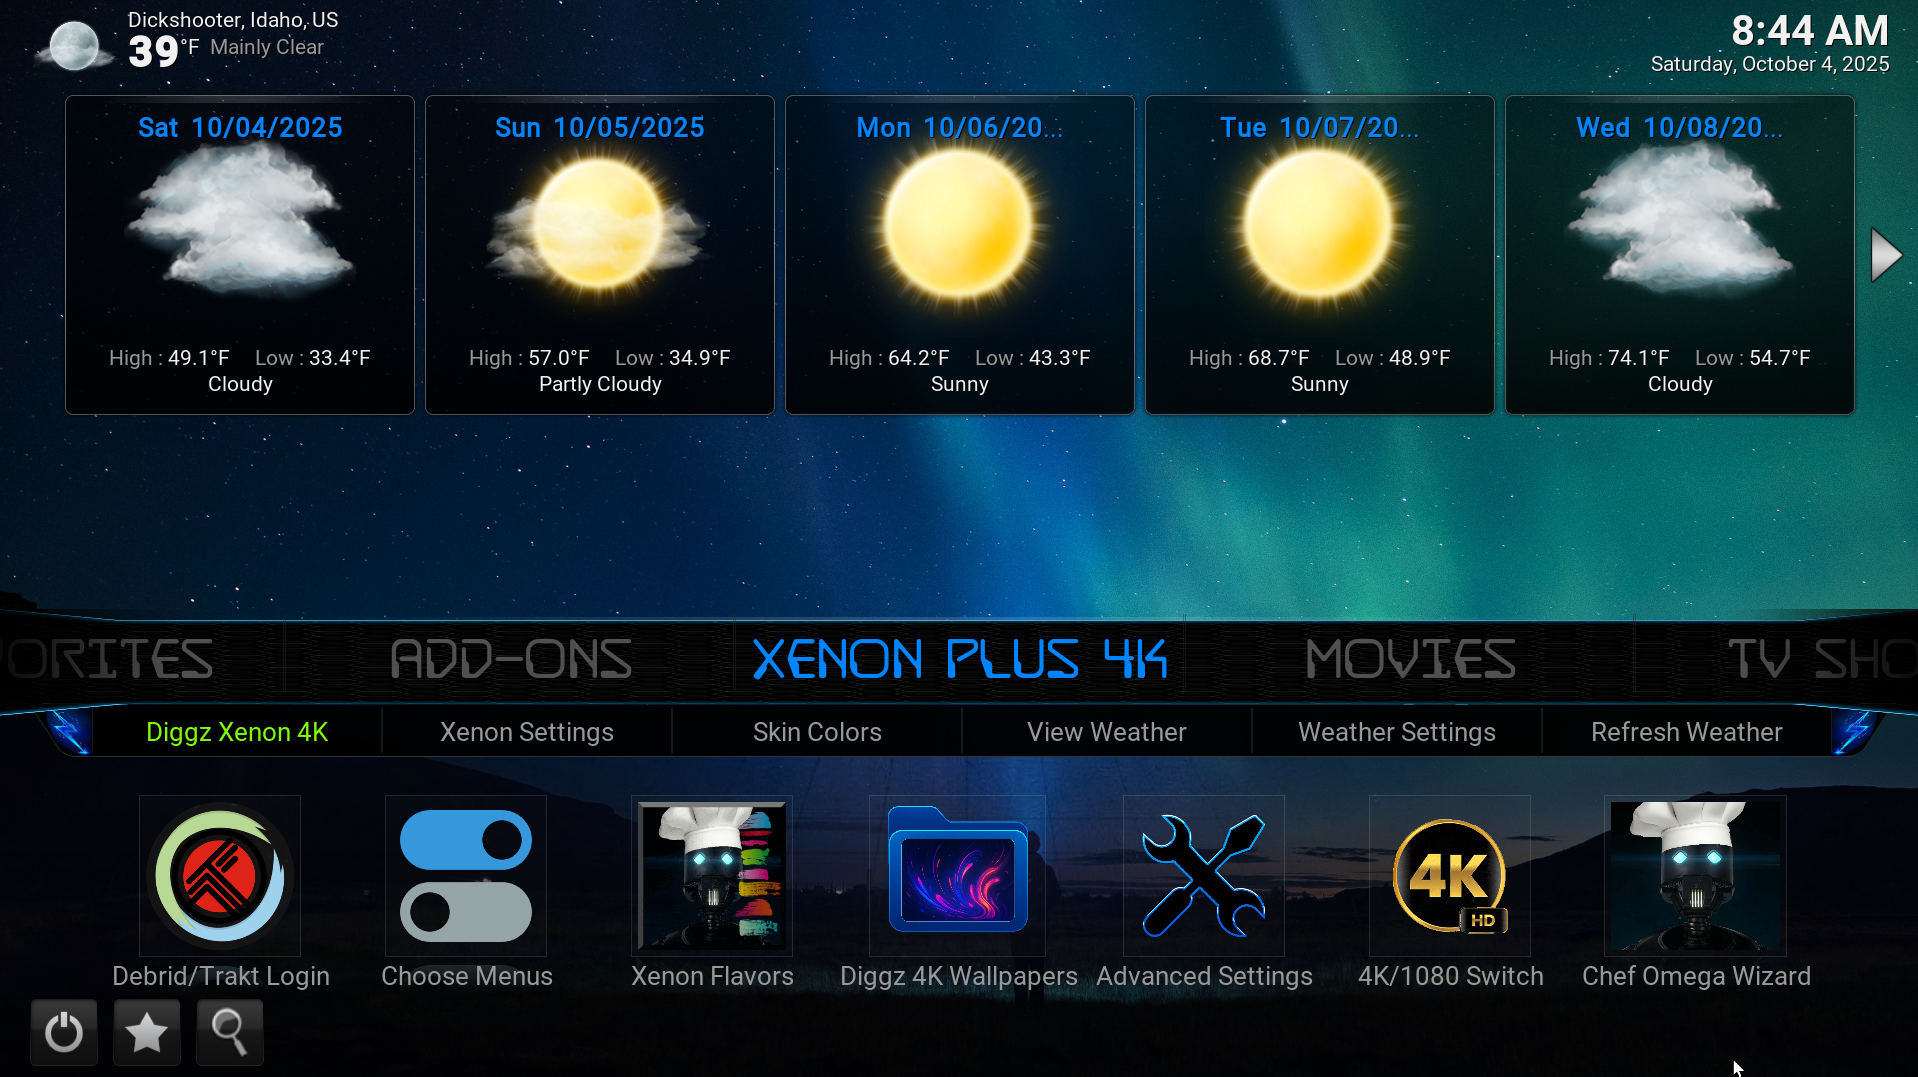 Dickshooter, Idaho, US
39°F Mainly Clear
8:44 AM
Saturday, October 4, 2025
Sat 10/04/2025
High : 49.1°F Low : 33.4°F
Cloudy
Sun 10/05/2025
High : 57.0°F Low : 34.9°F
Partly Cloudy
Mon 10/06/20...
High : 64.2°F Low : 43.3°F
Sunny
Tue 10/07/20...
High : 68.7°F Low : 48.9°F
Sunny
Wed 10/08/20...
High : 74.1°F Low : 54.7°F
Cloudy
ORITES ADD-ONS XENON PLUS 4K MOVIES TV SHO
Diggz Xenon 4K Xenon Settings Skin Colors View Weather Weather Settings Refresh Weather
4K
HD
Debrid/Trakt Login Choose Menus Xenon Flavors Diggz 4K Wallpapers Advanced Settings 4K/1080 Switch Chef Omega Wizard